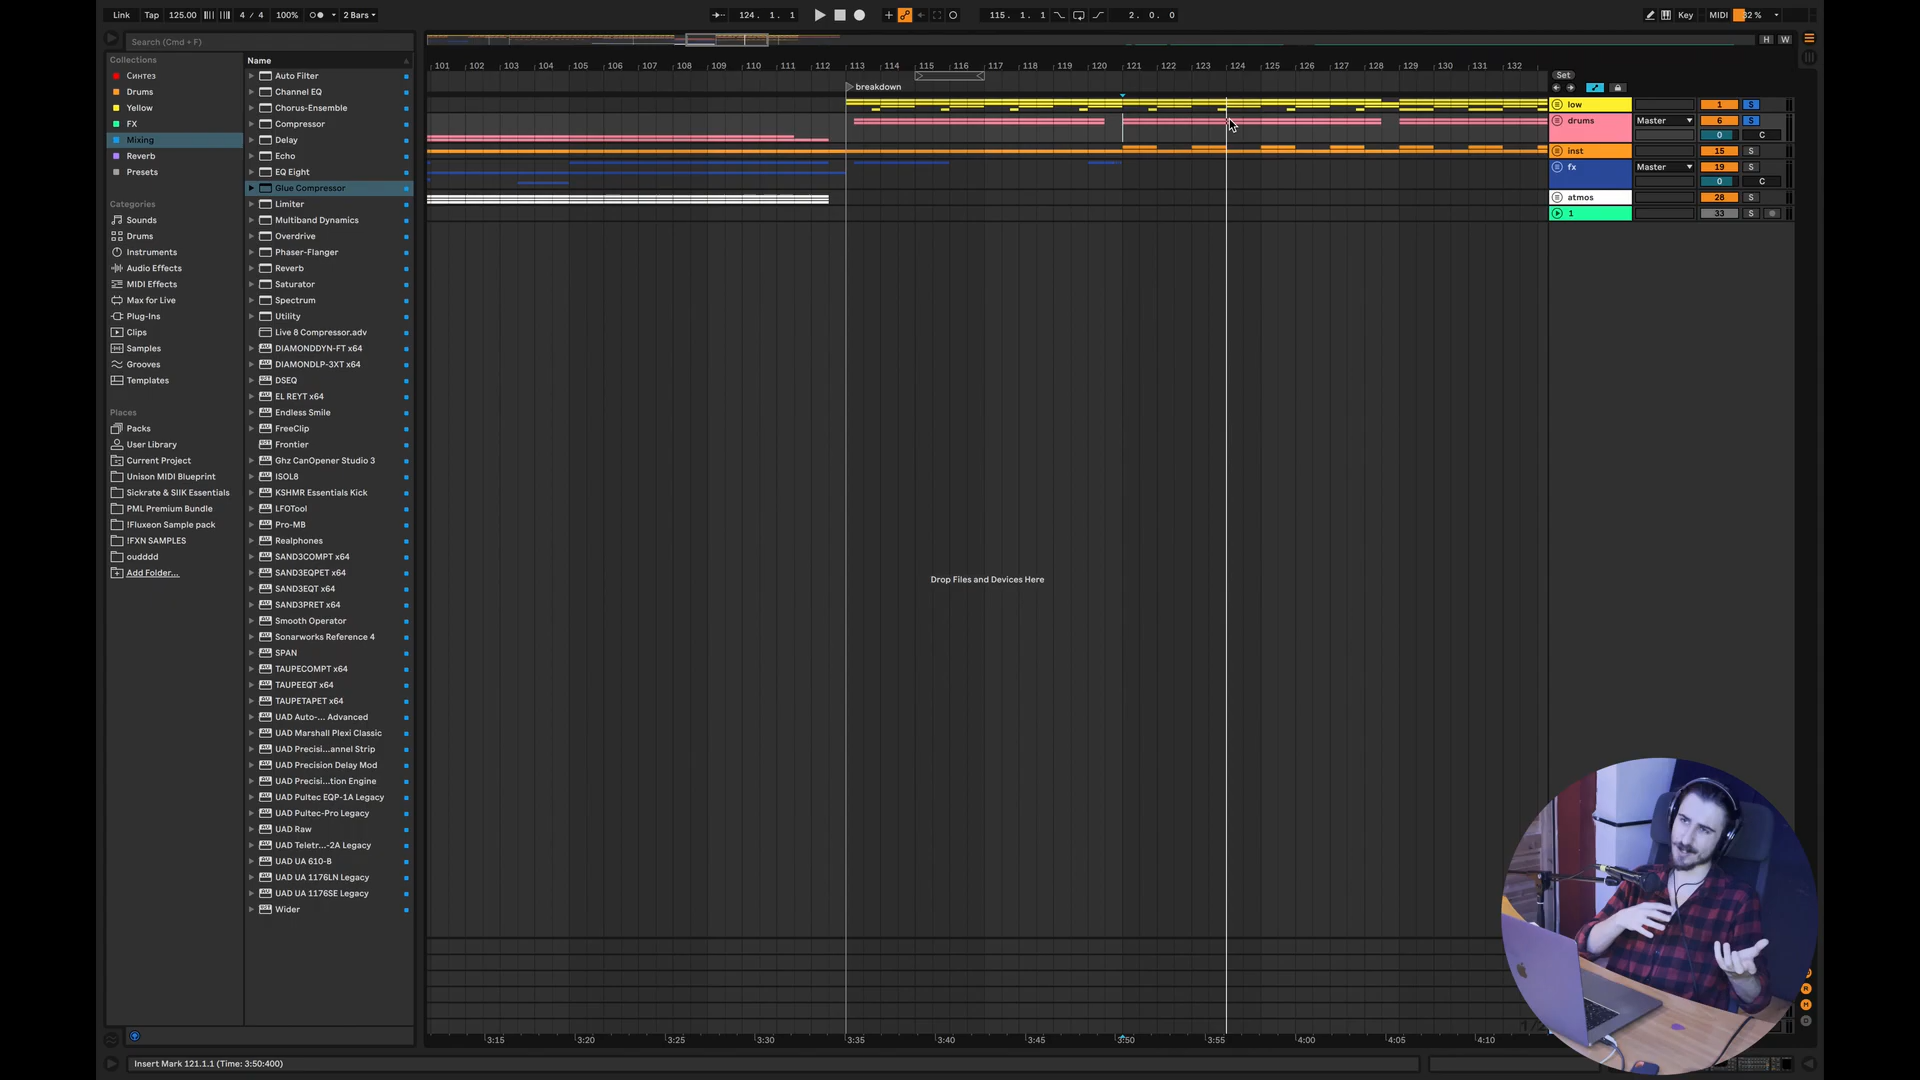 Link Tap 125.00 4 / 4 100% 2 Bars
124. 1. 1
115. 1. 1
2. 0. 0
Key MIDI 32 %
Search (Cmd + F)
H W
Collections
Синтез
Drums
Yellow
FX
Mixing
Reverb
Presets
Categories
Sounds
Drums
Instruments
Audio Effects
MIDI Effects
Max for Live
Plug-Ins
Clips
Samples
Grooves
Templates
Places
Packs
User Library
Current Project
Unison MIDI Blueprint
Sickrate & SIIK Essentials
PML Premium Bundle
!Fluxeon Sample pack
!FXN SAMPLES
oudddd
Add Folder...
Name
Auto Filter
Channel EQ
Chorus-Ensemble
Compressor
Delay
Echo
EQ Eight
Glue Compressor
Limiter
Multiband Dynamics
Overdrive
Phaser-Flanger
Reverb
Saturator
Spectrum
Utility
Live 8 Compressor.adv
DIAMONDDYN-FT x64
DIAMONDLP-3XT x64
DSEQ
EL REYT x64
Endless Smile
FreeClip
Frontier
Ghz CanOpener Studio 3
ISOL8
KSHMR Essentials Kick
LFOTool
Pro-MB
Realphones
SAND3COMPT x64
SAND3EQPET x64
SAND3EQT x64
SAND3PRET x64
Smooth Operator
Sonarworks Reference 4
SPAN
TAUPECOMPT x64
TAUPEEQT x64
TAUPETAPET x64
UAD Auto-... Advanced
UAD Marshall Plexi Classic
UAD Precisi...annel Strip
UAD Precision Delay Mod
UAD Precisi...tion Engine
UAD Pultec EQP-1A Legacy
UAD Pultec-Pro Legacy
UAD Raw
UAD Teletr...-2A Legacy
UAD UA 610-B
UAD UA 1176LN Legacy
UAD UA 1176SE Legacy
Wider
101 102 103 104 105 106 107 108 109 110 111 112 113 114 115 116 117 118 119 120 121 122 123 124 125 126 127 128 129 130 131 132
breakdown
Set
low 1 S
drums Master 6 S
0 C
inst 15 S
fx Master 19 S
0 C
atmos 28 S
1 33 S
Drop Files and Devices Here
3:15 3:20 3:25 3:30 3:35 3:40 3:45 3:50 3:55 4:00 4:05 4:10
Insert Mark 121.1.1 (Time: 3:50:400)